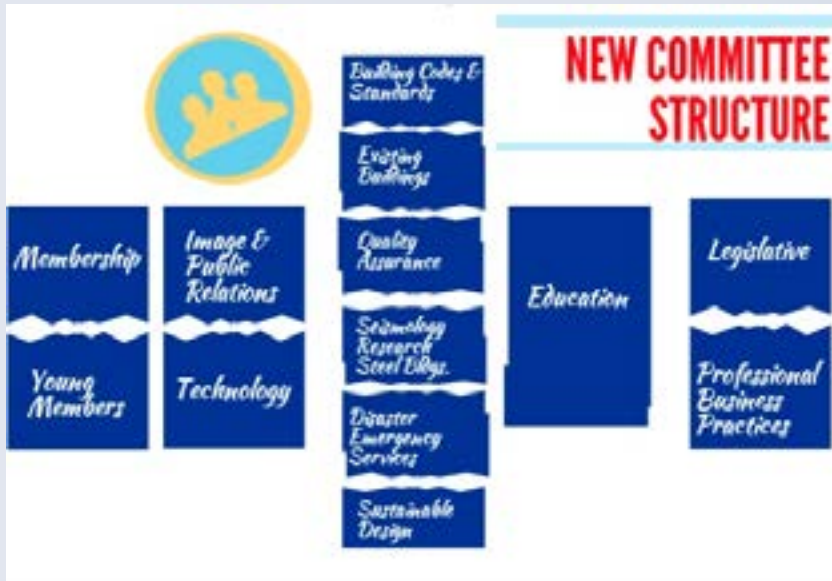 NEW COMMITTEE
STRUCTURE
Membership
Young
Members
Image &
Public
Relations
Technology
Building Codes &
Standards
Existing
Buildings
Quality
Assurance
Seismology
Research
Steel Bldgs.
Disaster
Emergency
Services
Sustainable
Design
Education
Legislative
Professional
Business
Practices